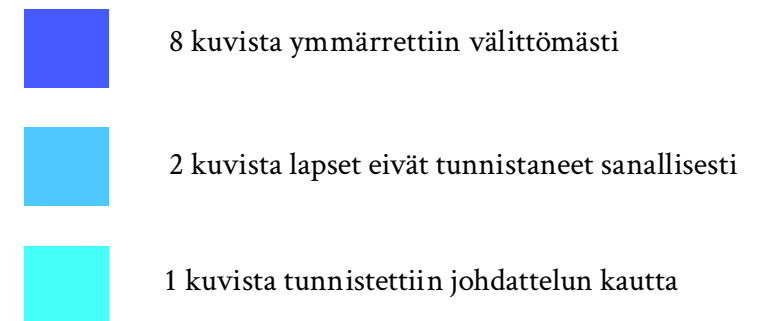 8 kuvista ymmärrettiin välittömästi
2 kuvista lapset eivät tunnistaneet sanallisesti
1 kuvista tunnistettiin johdattelun kautta